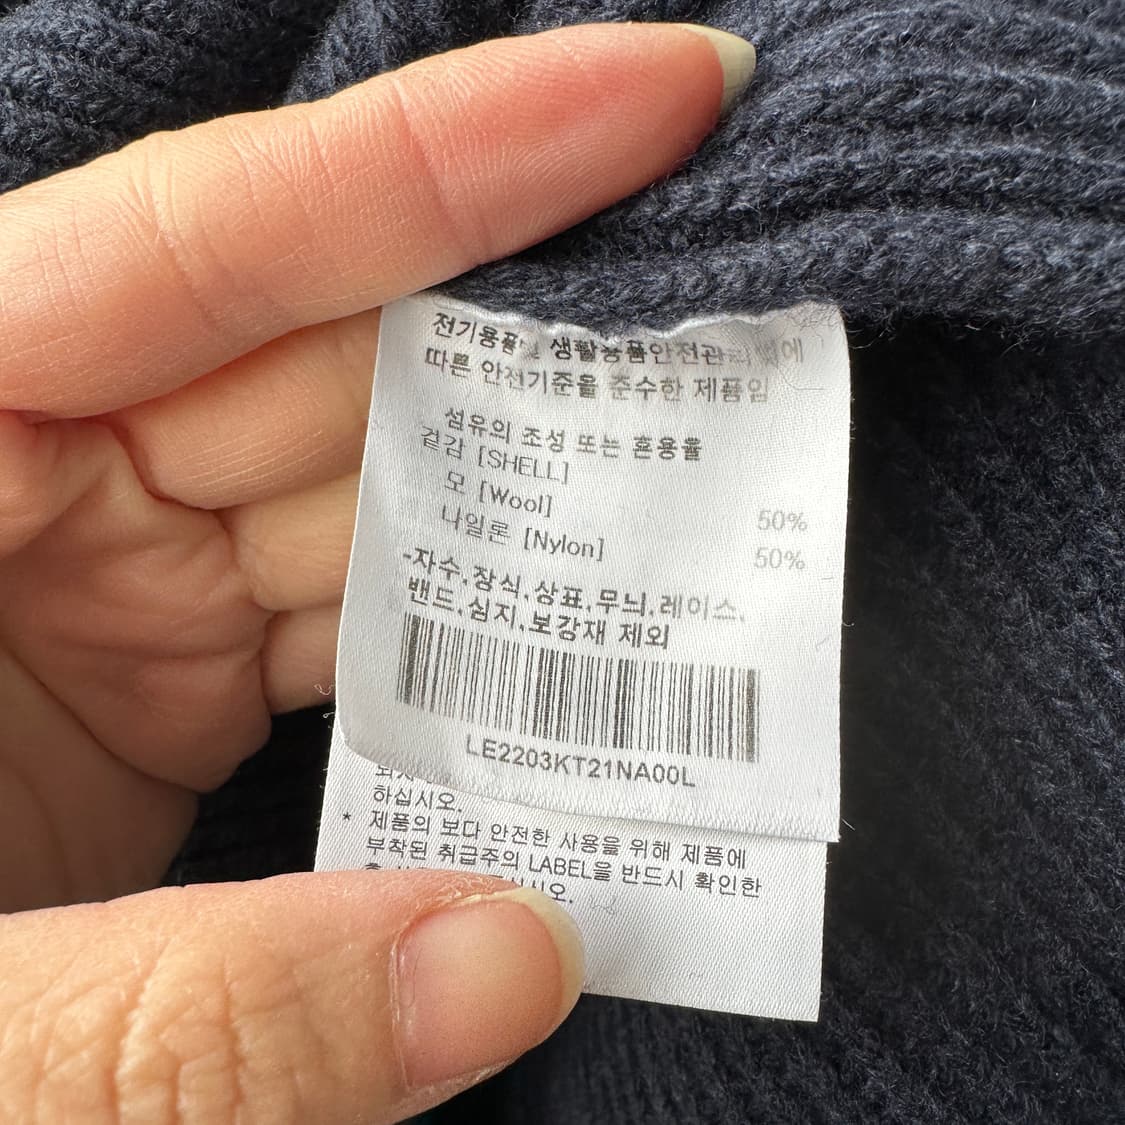 전기용품및 생활용품안전관리법에
따른 안전기준을 준수한 제품임
섬유의 조성 또는 혼용율
겉감 [SHELL]
모 [Wool] 50%
나일론 [Nylon] 50%
-자수.장식.상표.무늬.레이스.
밴드.심지.보강재 제외
LE2203KT21NA00L
하십시오.
* 제품의 보다 안전한 사용을 위해 제품에
부착된 취급주의 LABEL을 반드시 확인한